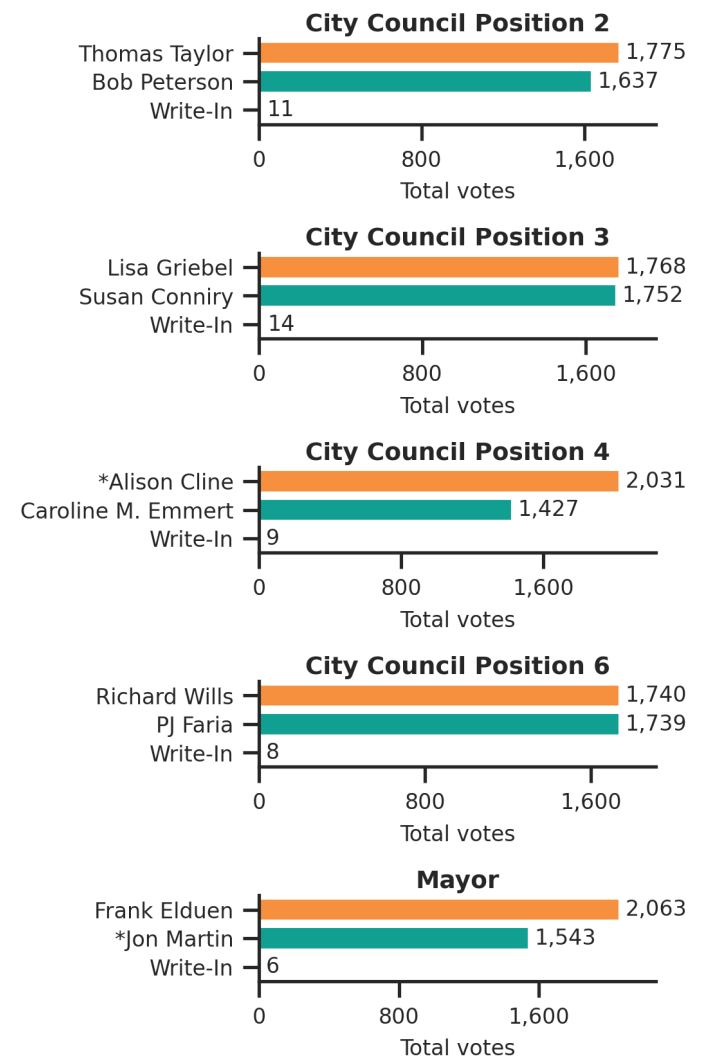 City Council Position 2
Thomas Taylor 1,775
Bob Peterson 1,637
Write-In 11
0 800 1,600
Total votes
City Council Position 3
Lisa Griebel 1,768
Susan Conniry 1,752
Write-In 14
0 800 1,600
Total votes
City Council Position 4
*Alison Cline 2,031
Caroline M. Emmert 1,427
Write-In 9
0 800 1,600
Total votes
City Council Position 6
Richard Wills 1,740
PJ Faria 1,739
Write-In 8
0 800 1,600
Total votes
Mayor
Frank Elduen 2,063
*Jon Martin 1,543
Write-In 6
0 800 1,600
Total votes